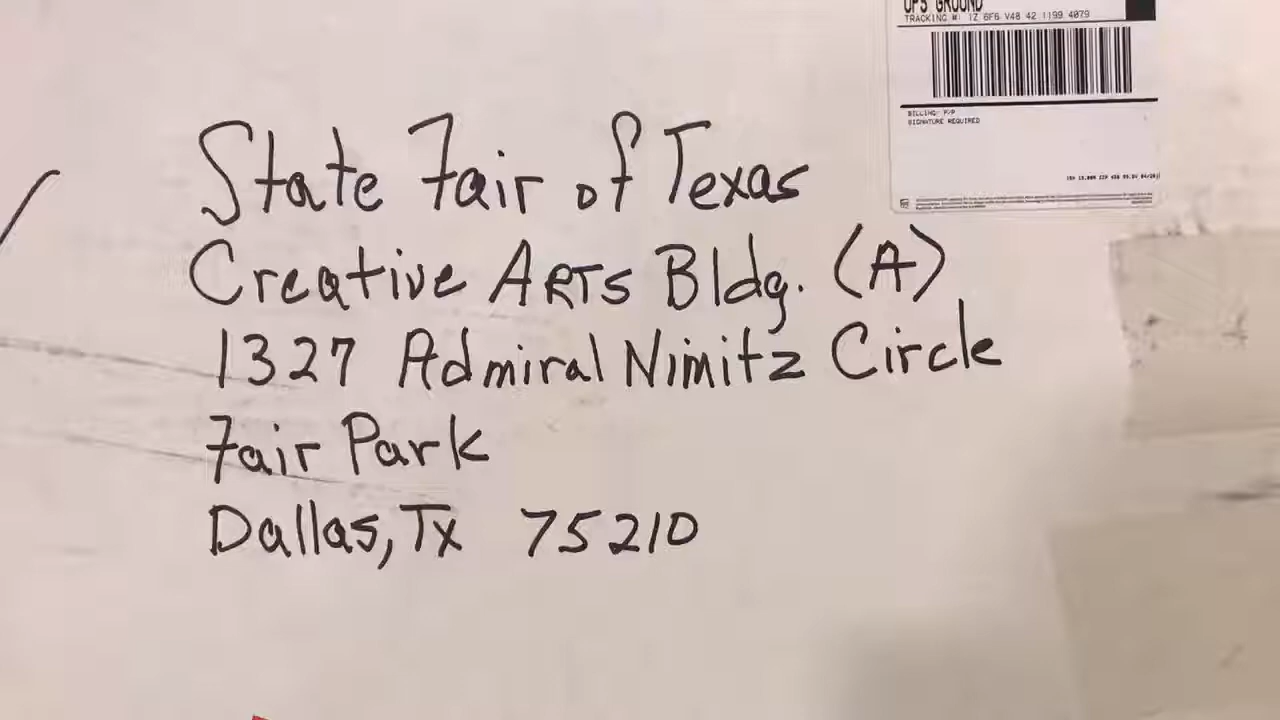 UPS GROUND
TRACKING #: 1Z 6F6 V48 42 1199 4079
BILLING: P/P
SIGNATURE REQUIRED
State Fair of Texas
Creative ARTS Bldg. (A)
1327 Admiral Nimitz Circle
Fair Park
Dallas, Tx 75210